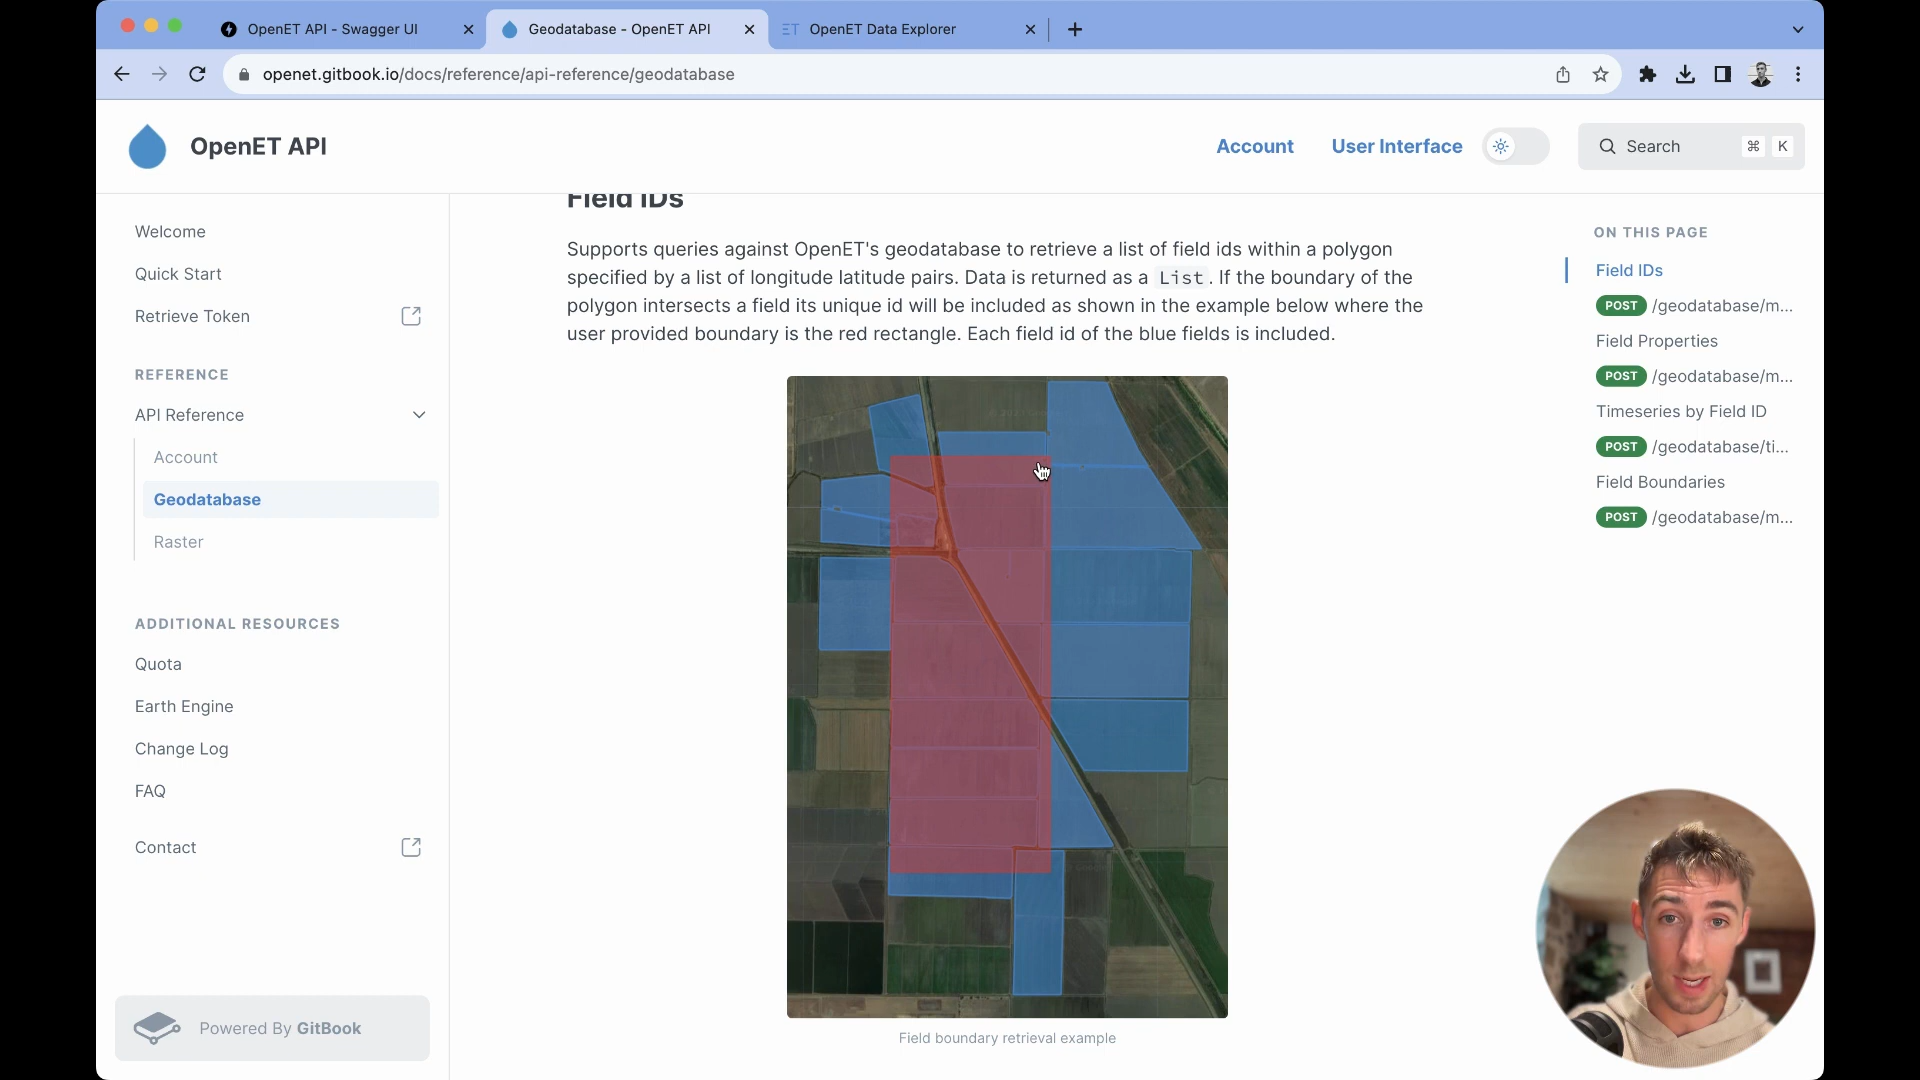 OpenET API - Swagger UI
Geodatabase - OpenET API
ET OpenET Data Explorer
openet.gitbook.io/docs/reference/api-reference/geodatabase
OpenET API
Account
User Interface
Search
⌘ K
Welcome
Quick Start
Retrieve Token
REFERENCE
API Reference
Account
Geodatabase
Raster
ADDITIONAL RESOURCES
Quota
Earth Engine
Change Log
FAQ
Contact
Powered By GitBook
Field IDs
Supports queries against OpenET's geodatabase to retrieve a list of field ids within a polygon
specified by a list of longitude latitude pairs. Data is returned as a List. If the boundary of the
polygon intersects a field its unique id will be included as shown in the example below where the
user provided boundary is the red rectangle. Each field id of the blue fields is included.
Field boundary retrieval example
ON THIS PAGE
Field IDs
POST /geodatabase/m...
Field Properties
POST /geodatabase/m...
Timeseries by Field ID
POST /geodatabase/ti...
Field Boundaries
POST /geodatabase/m...